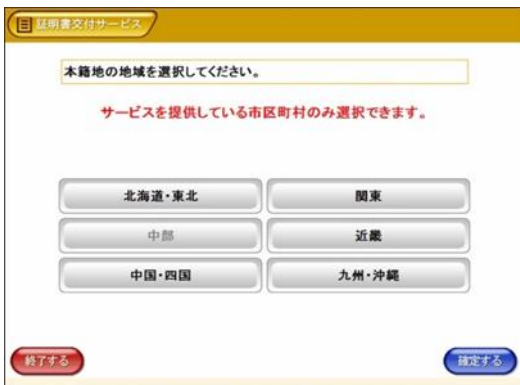 証明書交付サービス
本籍地の地域を選択してください。
サービスを提供している市区町村のみ選択できます。
北海道・東北
関東
中部
近畿
中国・四国
九州・沖縄
終了する
確定する